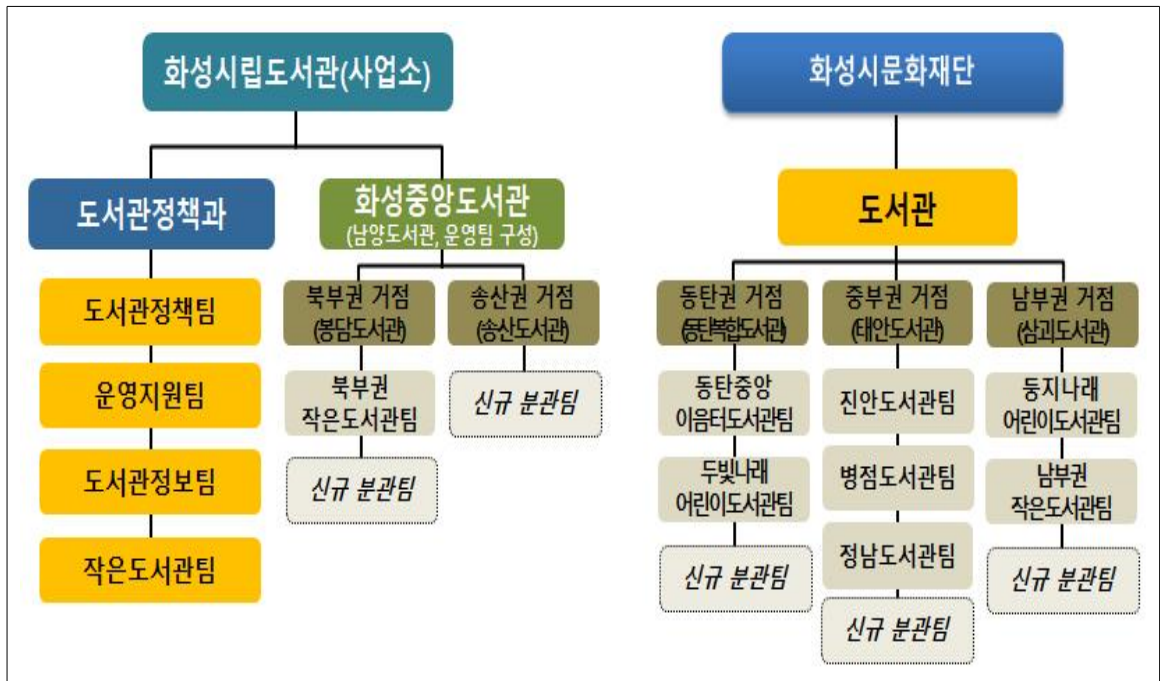 화성시립도서관(사업소)
도서관정책과
도서관정책팀
운영지원팀
도서관정보팀
작은도서관팀
화성중앙도서관
(남양도서관, 운영팀 구성)
북부권 거점
(봉담도서관)
북부권
작은도서관팀
신규 분관팀
송산권 거점
(송산도서관)
신규 분관팀
화성시문화재단
도서관
동탄권 거점
(동탄복합도서관)
동탄중앙
이음터도서관팀
두빛나래
어린이도서관팀
신규 분관팀
중부권 거점
(태안도서관)
진안도서관팀
병점도서관팀
정남도서관팀
신규 분관팀
남부권 거점
(삼괴도서관)
둥지나래
어린이도서관팀
남부권
작은도서관팀
신규 분관팀